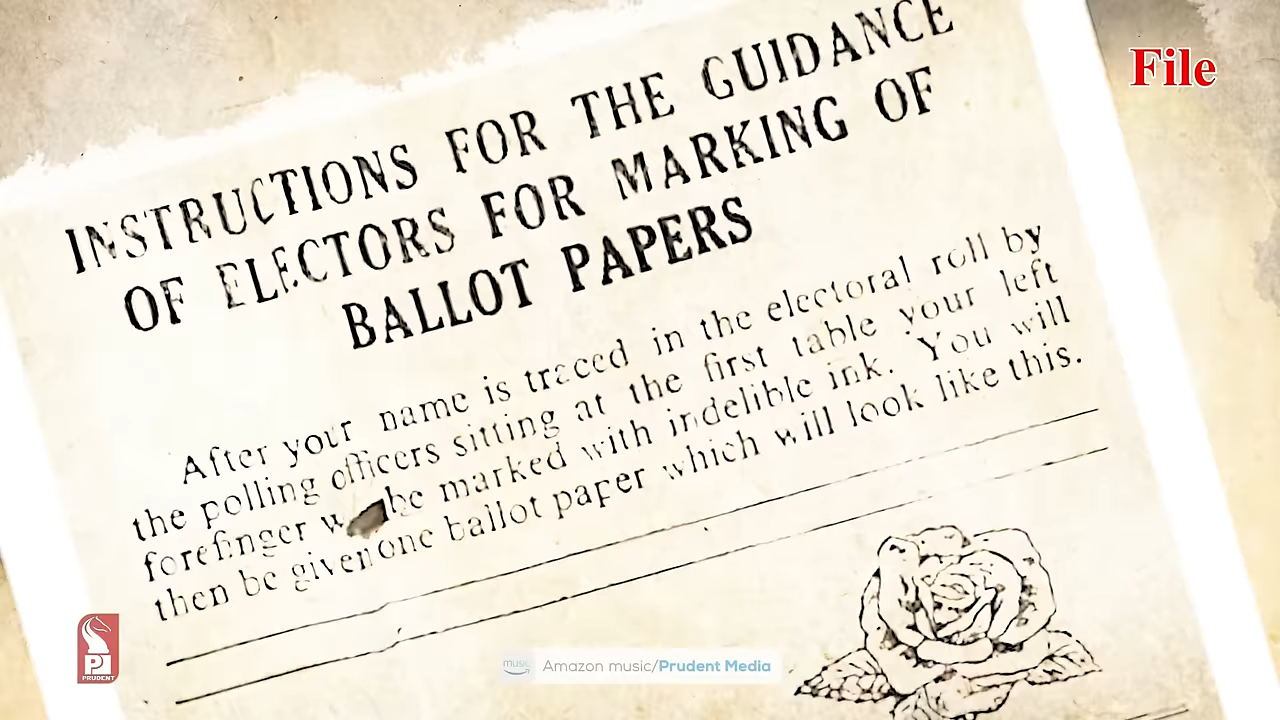 File
INSTRUCTIONS FOR THE GUIDANCE
OF ELECTORS FOR MARKING OF
BALLOT PAPERS
After your name is traced in the electoral roll by
the polling officers sitting at the first table your left
forefinger be marked with indelible ink. You will
then be given one ballot paper which will look like this.
PRUDENT
music Amazon music/Prudent Media